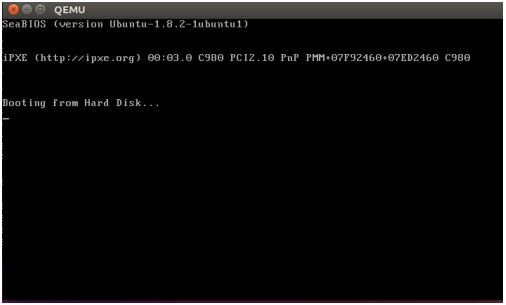 QEMU
SeaBIOS (version Ubuntu-1.8.2-1ubuntu1)
iPXE (http://ipxe.org) 00:03.0 C980 PCI2.10 PnP PMM+07F92460+07ED2460 C980
Booting from Hard Disk...
_